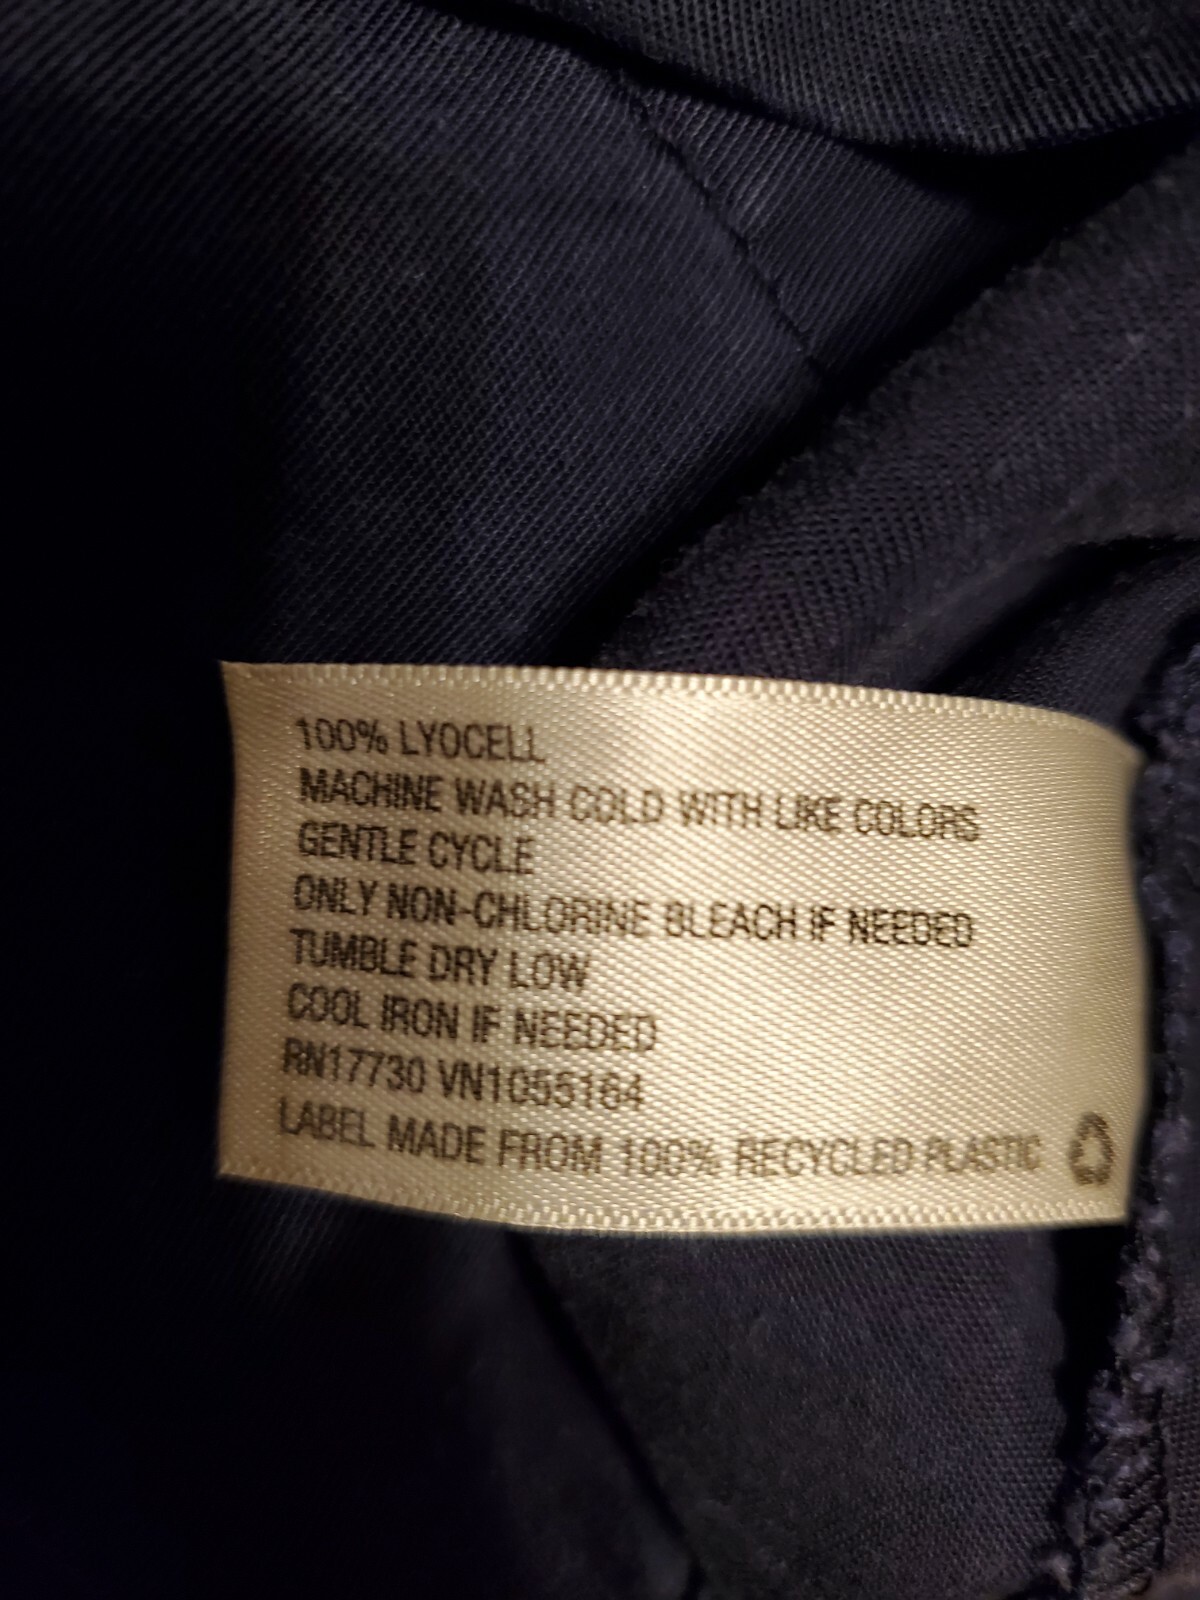 100% LYOCELL
MACHINE WASH COLD WITH LIKE COLORS
GENTLE CYCLE
ONLY NON-CHLORINE BLEACH IF NEEDED
TUMBLE DRY LOW
COOL IRON IF NEEDED
RN17730 VN1055164
LABEL MADE FROM 100% RECYCLED PLASTIC